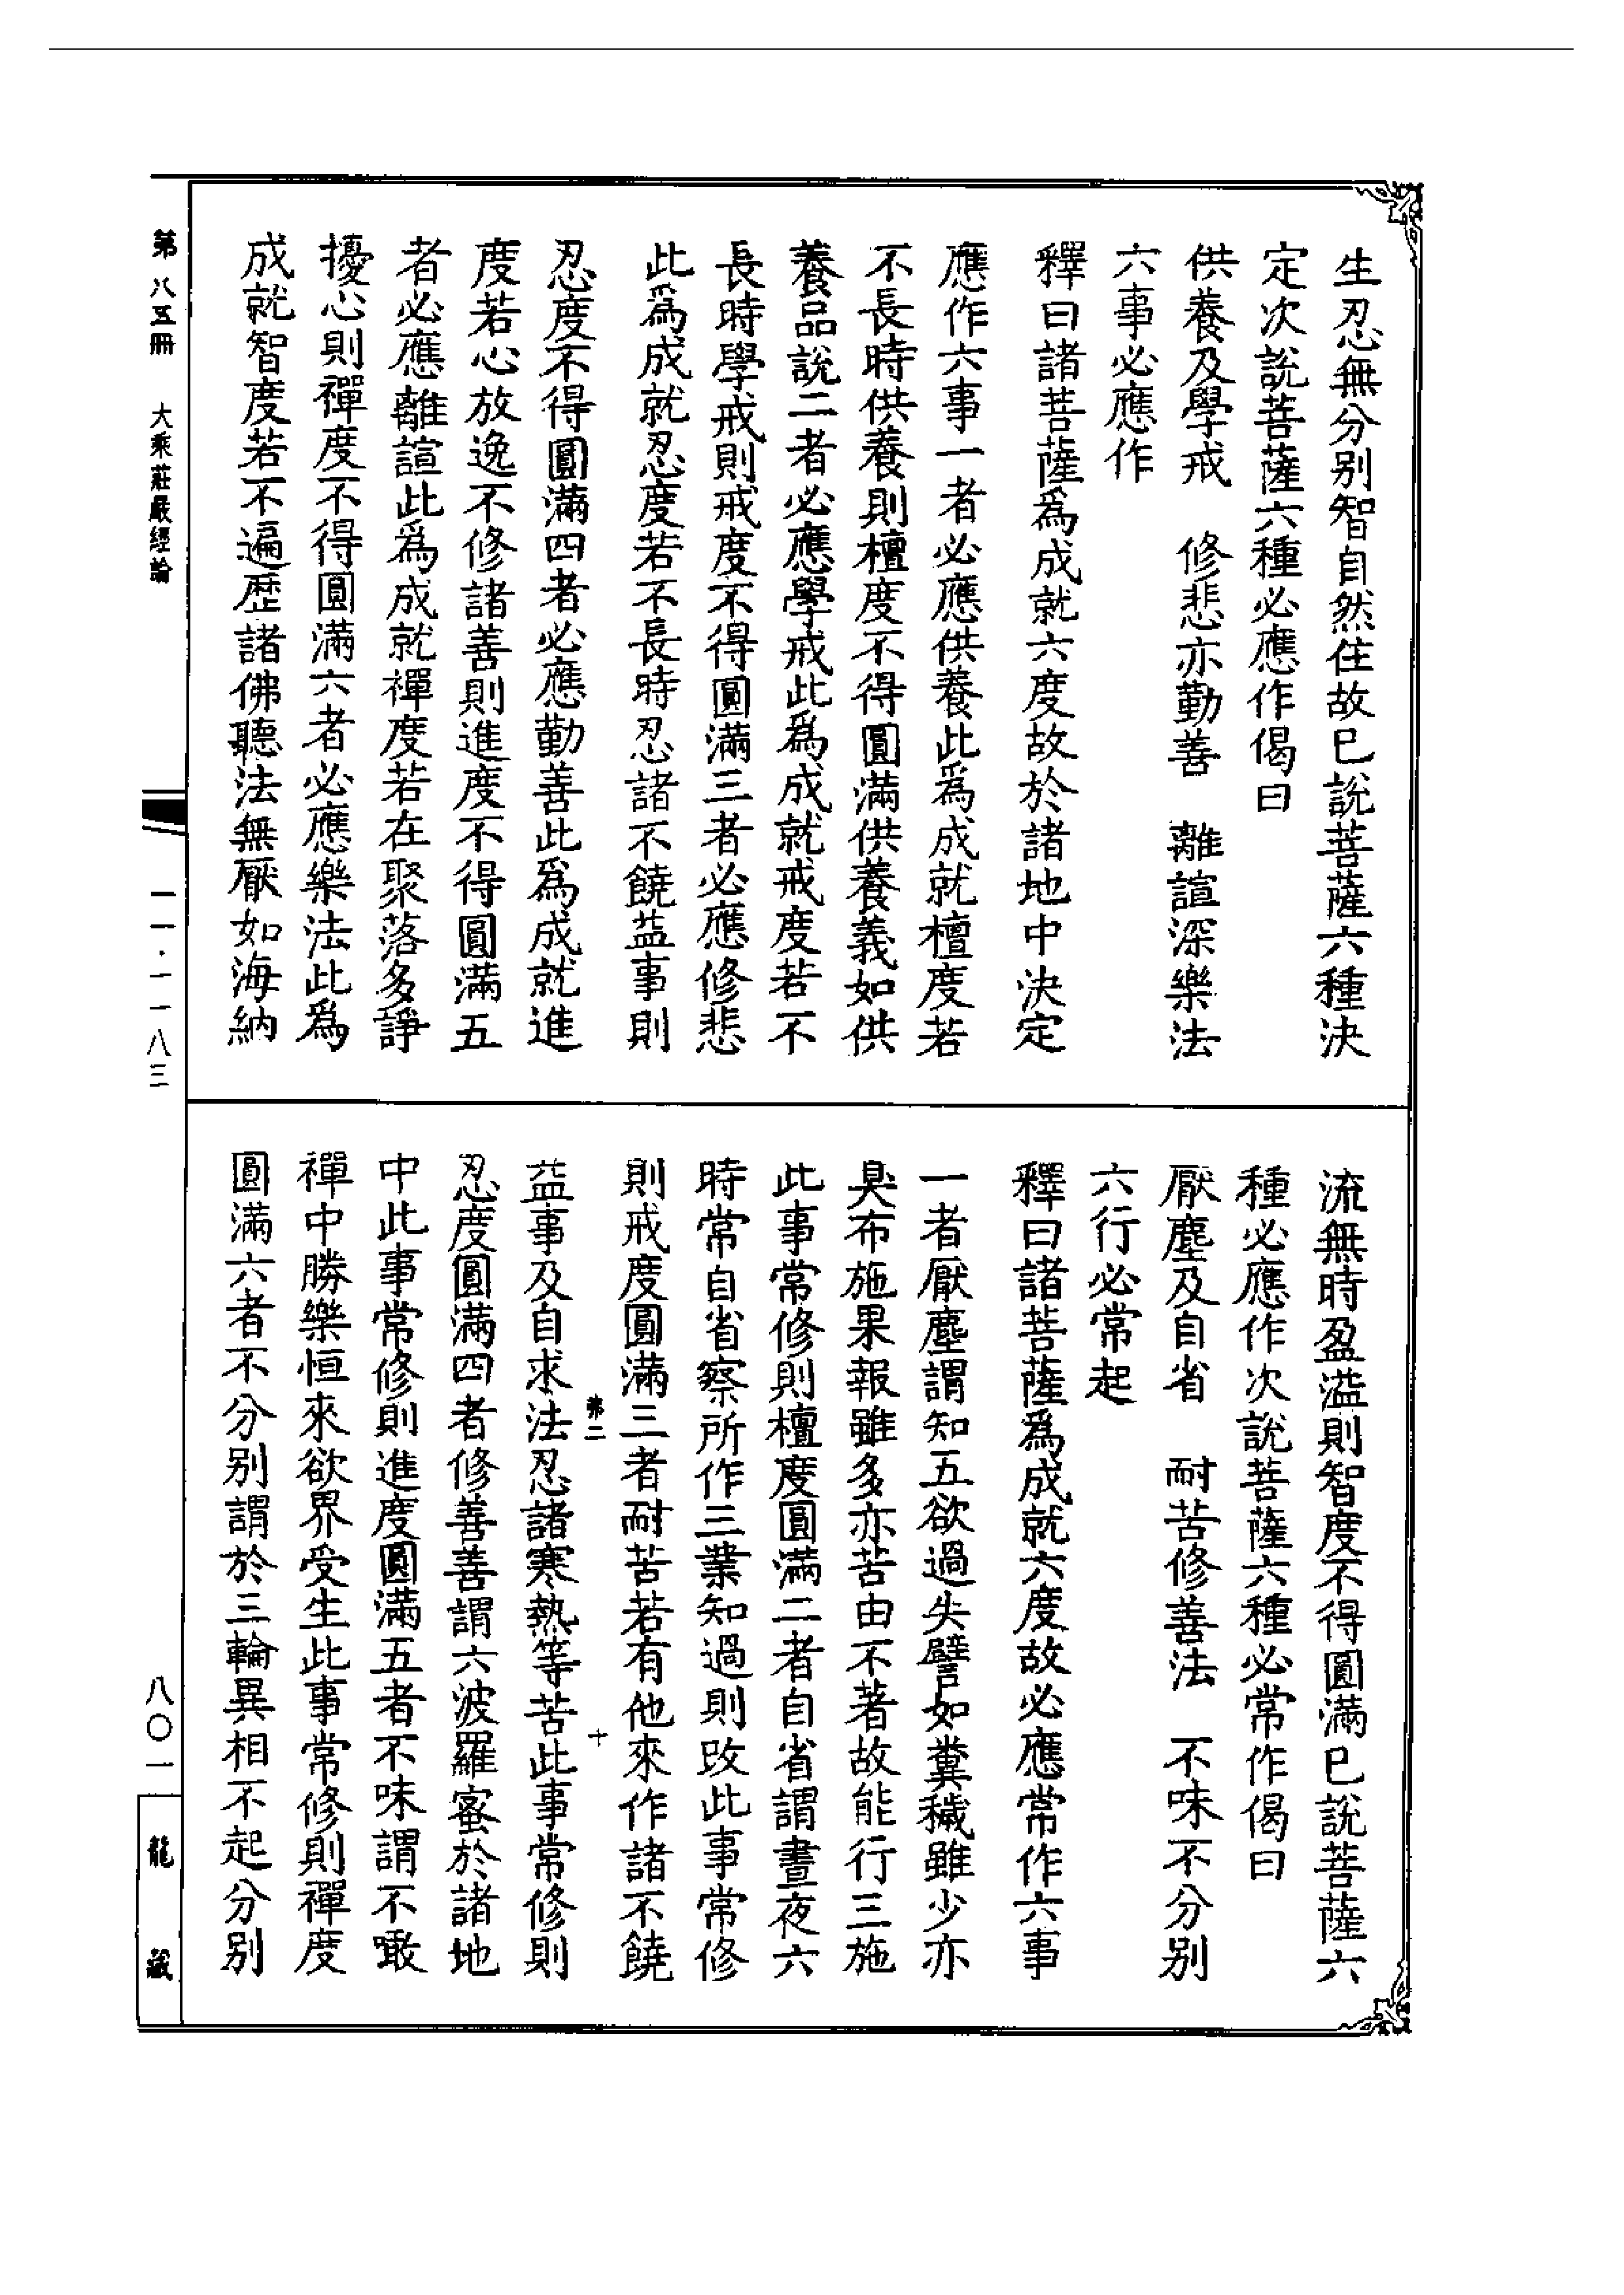 生忍無分别智自然住故已說菩薩六種決
定次說菩薩六種必應作偈曰
供養及學戒　修悲亦勤善　離諠深樂法
六事必應作
釋曰諸菩薩爲成就六度故於諸地中決定
應作六事一者必應供養此爲成就檀度若
不長時供養則檀度不得圓滿供養義如供
養品說二者必應學戒此爲成就戒度若不
長時學戒則戒度不得圓滿三者必應修悲
此爲成就忍度若不長時忍諸不饒益事則
忍度不得圓滿四者必應勤善此爲成就進
度若心放逸不修諸善則進度不得圓滿五
者必應離諠此爲成就禪度若在聚落多諍
擾心則禪度不得圓滿六者必應樂法此爲
成就智度若不遍歴諸佛聽法無厭如海納
流無時盈溢則智度不得圓滿已說菩薩六
種必應作次說菩薩六種必常作偈曰
厭塵及自省　耐苦修善法　不味不分别
六行必常起
釋曰諸菩薩爲成就六度故必應常作六事
一者厭塵謂知五欲過失譬如糞穢雖少亦
臭布施果報雖多亦苦由不著故能行三施
此事常修則檀度圓滿二者自省謂晝夜六
時常自省察所作三業知過則改此事常修
則戒度圓滿三者耐苦若有他來作諸不饒
益事及自求法忍諸寒熱等苦此事常修則
忍度圓滿四者修善善謂六波羅蜜於諸地
中此事常修則進度圓滿五者不味謂不噉
禪中勝樂恒來欲界受生此事常修則禪度
圓滿六者不分别謂於三輪異相不起分别
第二　十
第八五冊　大乘莊嚴經論　一一·一一八三　八〇一　龍藏